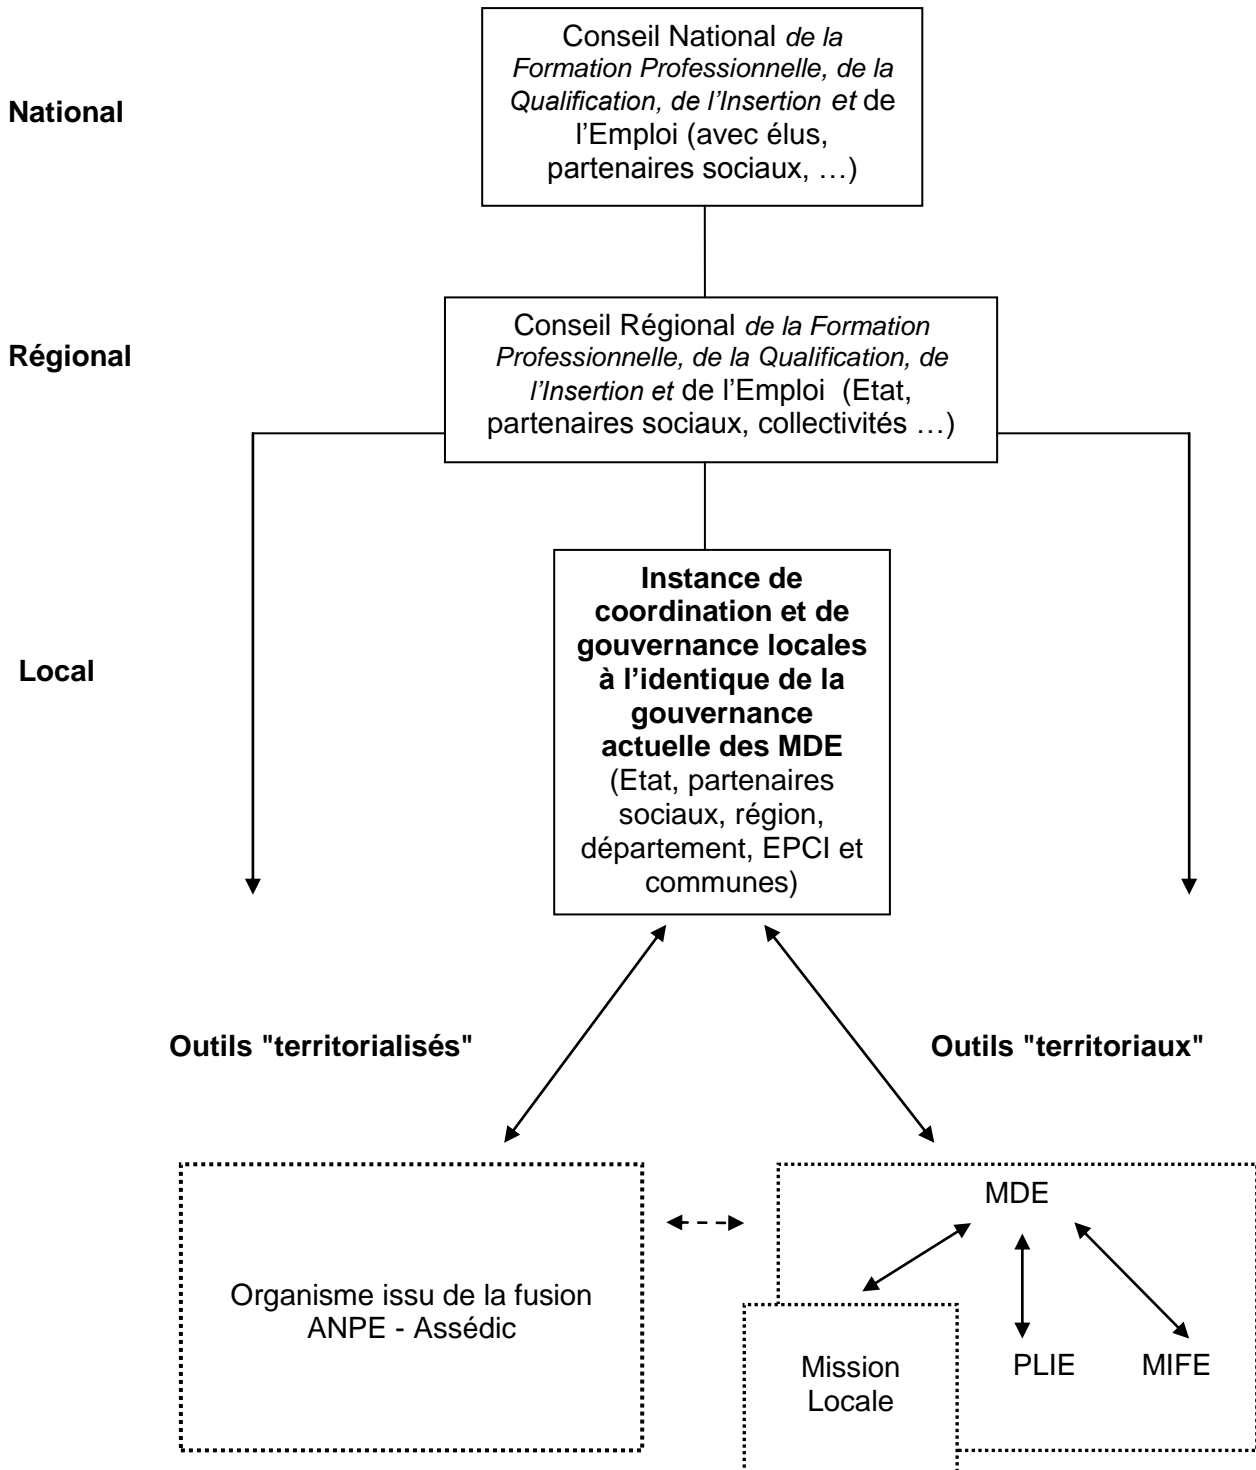 Conseil National de la
Formation Professionnelle, de la
Qualification, de l’Insertion et de
l’Emploi (avec élus,
partenaires sociaux, …)
National
Conseil Régional de la Formation
Professionnelle, de la Qualification, de
l’Insertion et de l’Emploi (Etat,
partenaires sociaux, collectivités …)
Régional
Instance de
coordination et de
gouvernance locales
à l’identique de la
gouvernance
actuelle des MDE
(Etat, partenaires
sociaux, région,
département, EPCI et
communes)
Local
Outils "territorialisés"
Outils "territoriaux"
Organisme issu de la fusion
ANPE - Assédic
MDE
Mission
Locale
PLIE
MIFE